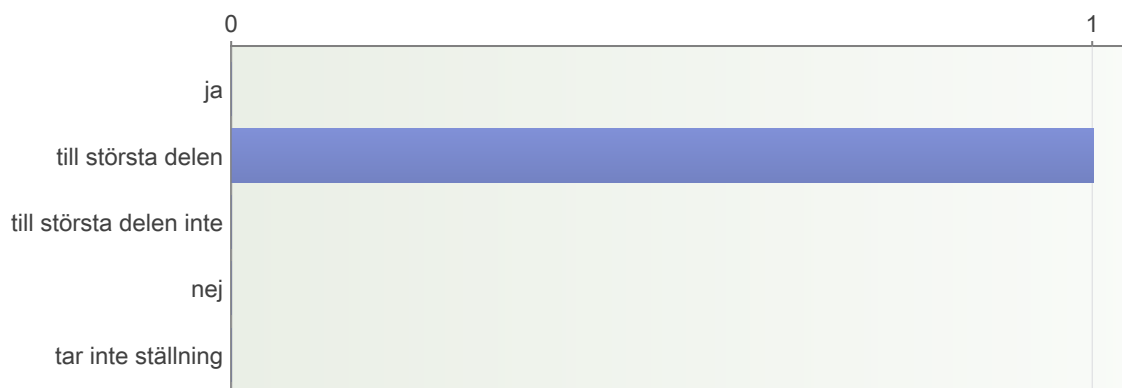 0 1
ja
till största delen
till största delen inte
nej
tar inte ställning